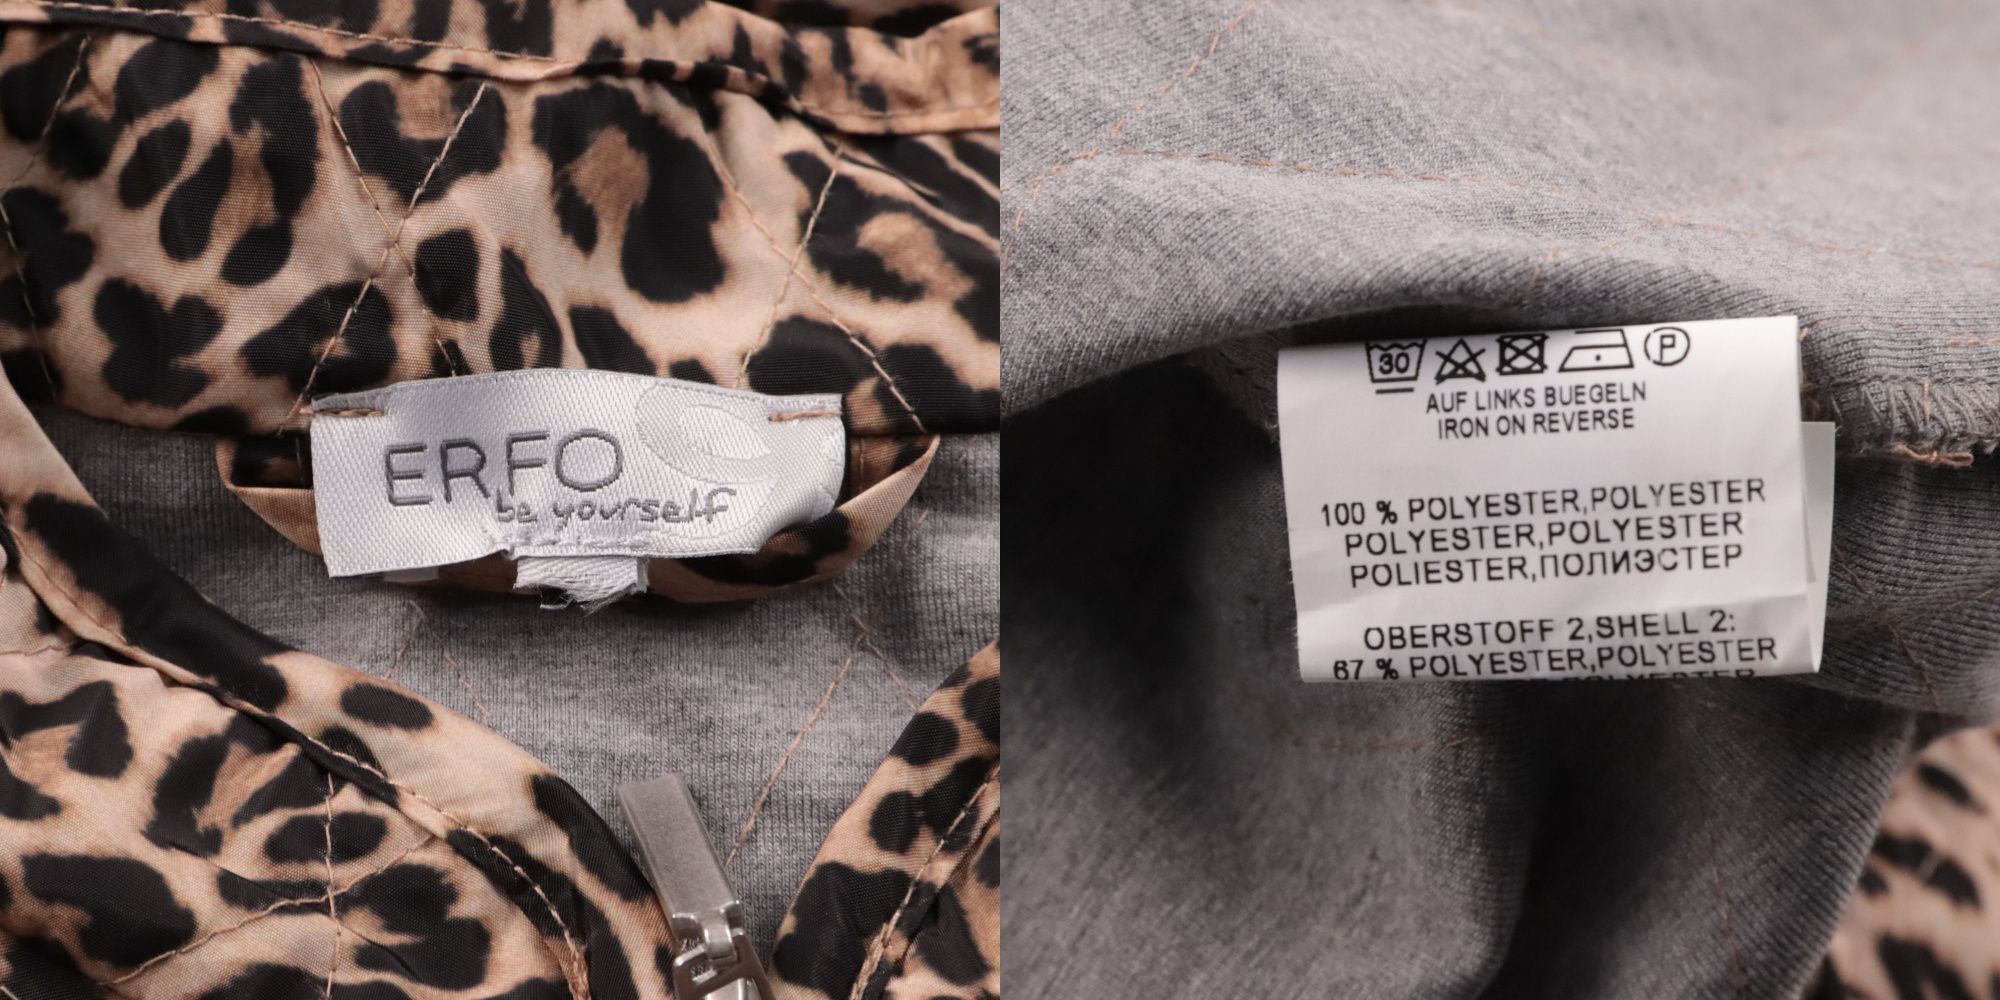 ERFO
be yourself
30 P
AUF LINKS BUEGELN
IRON ON REVERSE
100 % POLYESTER,POLYESTER
POLYESTER,POLYESTER
POLIESTER,ПОЛИЭСТЕР
OBERSTOFF 2,SHELL 2:
67 % POLYESTER,POLYESTER